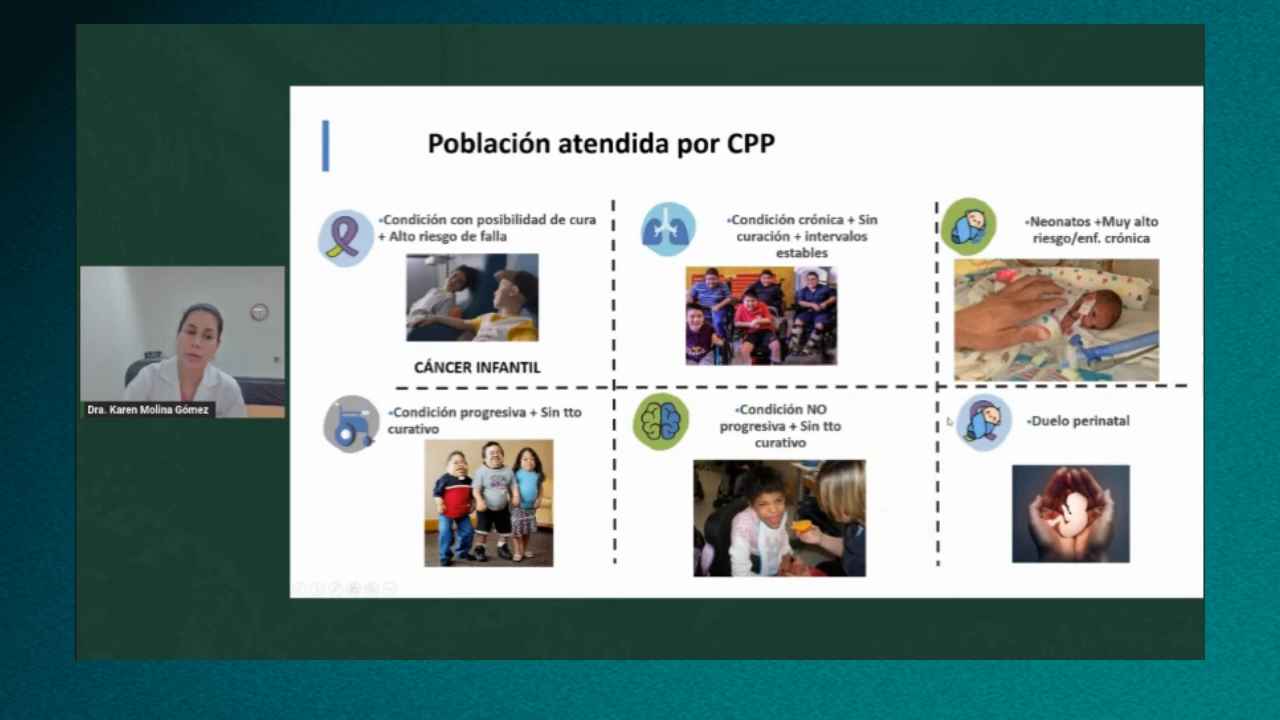 Población atendida por CPP
•Condición con posibilidad de cura
+ Alto riesgo de falla
CÁNCER INFANTIL
•Condición crónica + Sin
curación + intervalos
estables
•Neonatos +Muy alto
riesgo/enf. crónica
•Condición progresiva + Sin tto
curativo
•Condición NO
progresiva + Sin tto
curativo
•Duelo perinatal
Dra. Karen Molina Gómez